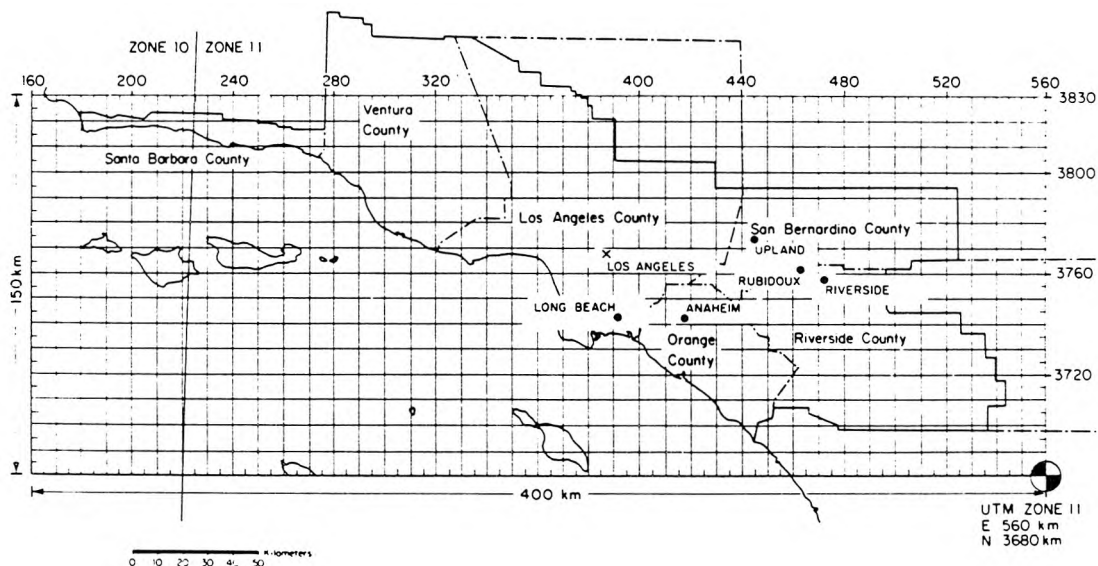 ZONE 10 ZONE 11
160 200 240 280 320 400 440 480 520 560
3830
Ventura
County
Santa Barbara County
3800
Los Angeles County
San Bernardino County
UPLAND
LOS ANGELES
3760
RUBIDOUX
RIVERSIDE
LONG BEACH
ANAHEIM
150 km
Orange
County
Riverside County
3720
400 km
UTM ZONE 11
E 560 km
N 3680 km
Kilometers
0 10 20 30 40 50